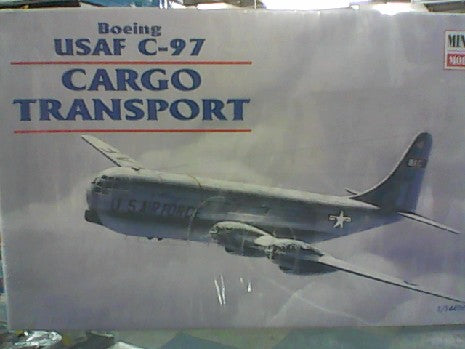 Boeing
USAF C-97
CARGO
TRANSPORT
U.S. AIR FORCE